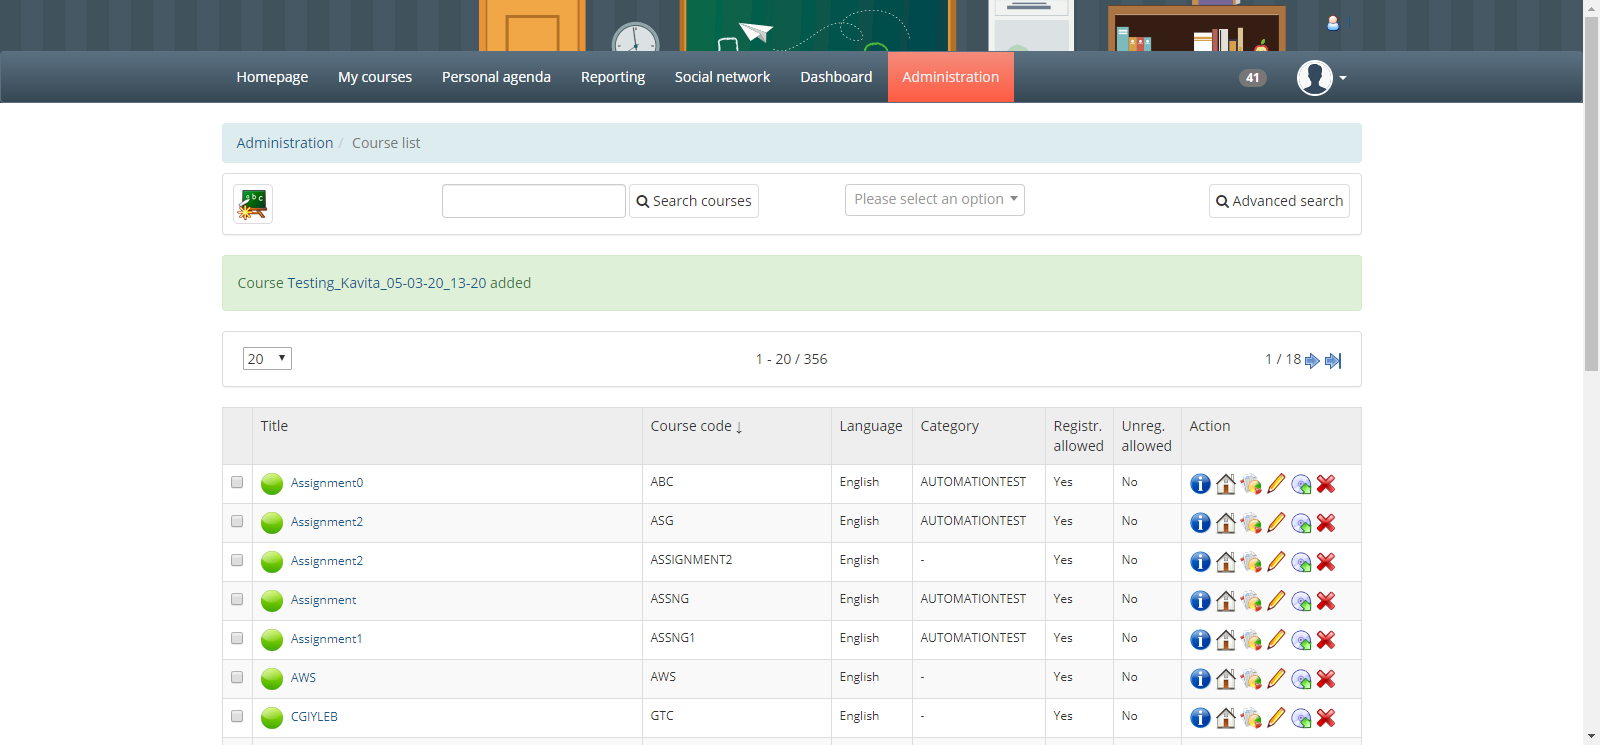 Homepage My courses Personal agenda Reporting Social network Dashboard Administration 41
Administration / Course list
abc Search courses Please select an option Advanced search
Course Testing_Kavita_05-03-20_13-20 added
20 1 - 20 / 356 1 / 18
Title Course code ↓ Language Category Registr. allowed Unreg. allowed Action
Assignment0 ABC English AUTOMATIONTEST Yes No
Assignment2 ASG English AUTOMATIONTEST Yes No
Assignment2 ASSIGNMENT2 English - Yes No
Assignment ASSNG English AUTOMATIONTEST Yes No
Assignment1 ASSNG1 English AUTOMATIONTEST Yes No
AWS AWS English - Yes No
CGIYLEB GTC English - Yes No